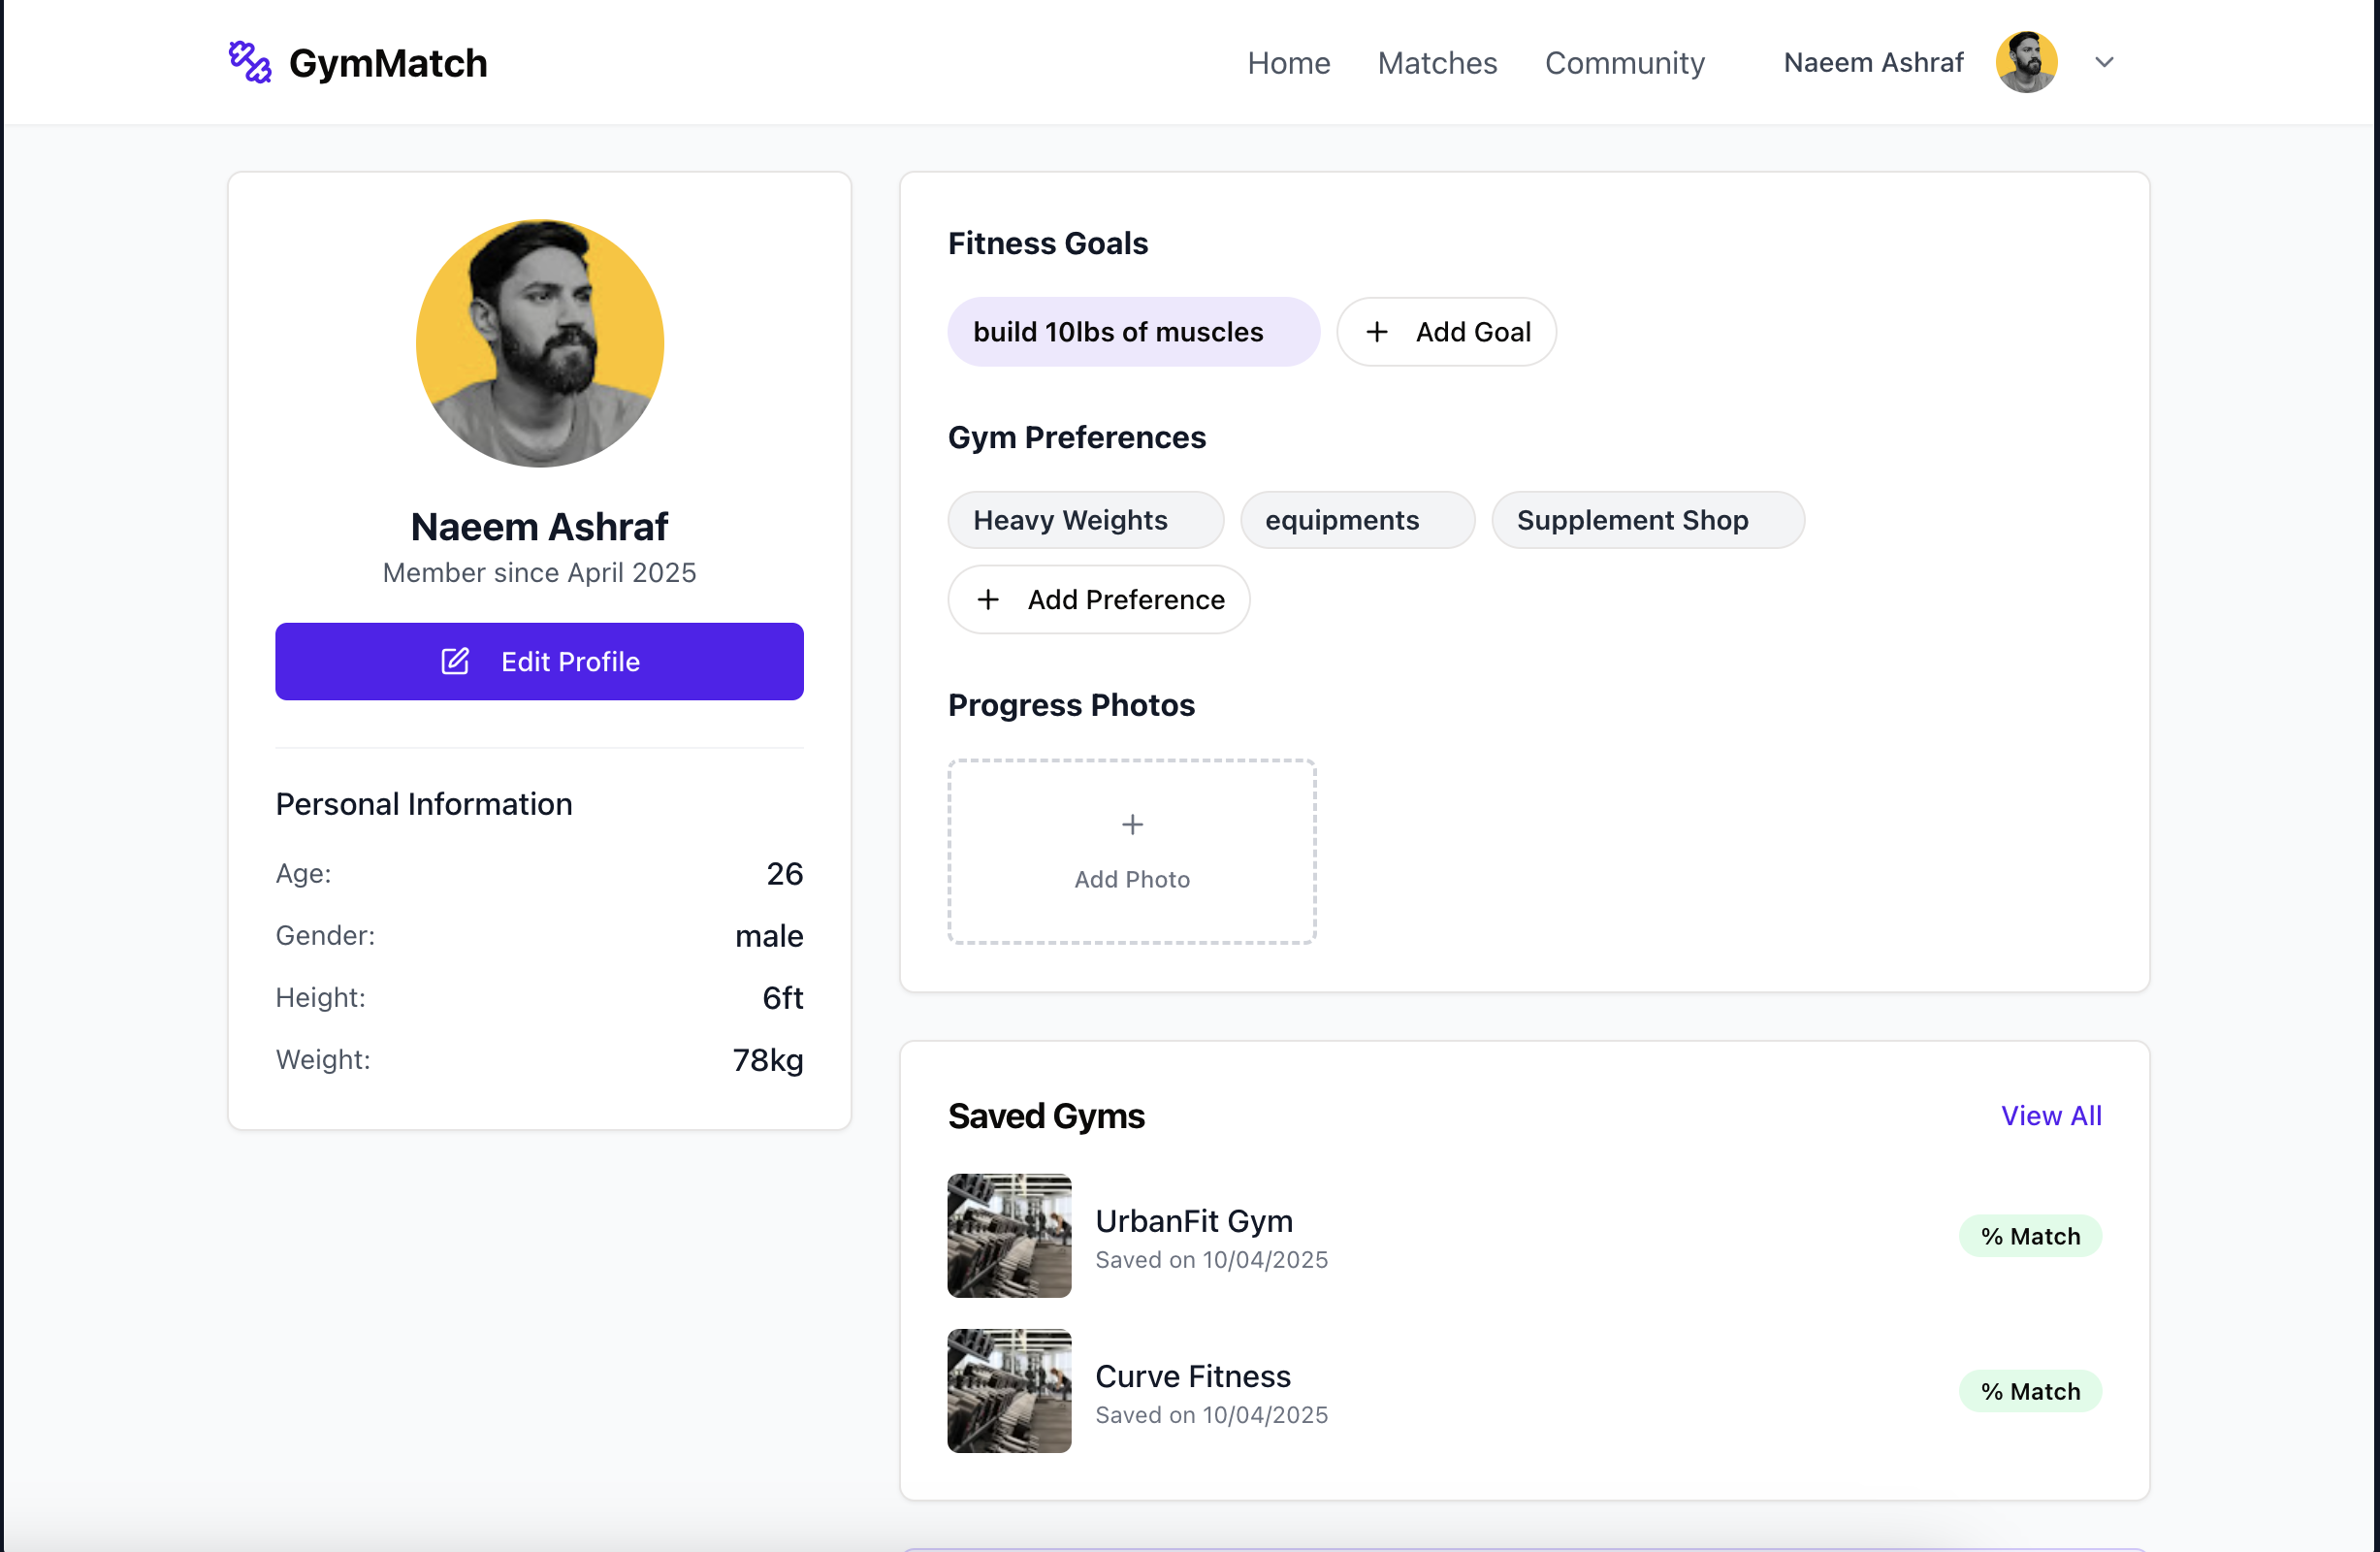 GymMatch
Home Matches Community Naeem Ashraf
Naeem Ashraf
Member since April 2025
Edit Profile
Personal Information
Age: 26
Gender: male
Height: 6ft
Weight: 78kg
Fitness Goals
build 10lbs of muscles + Add Goal
Gym Preferences
Heavy Weights equipments Supplement Shop
+ Add Preference
Progress Photos
+
Add Photo
Saved Gyms View All
UrbanFit Gym
Saved on 10/04/2025
% Match
Curve Fitness
Saved on 10/04/2025
% Match